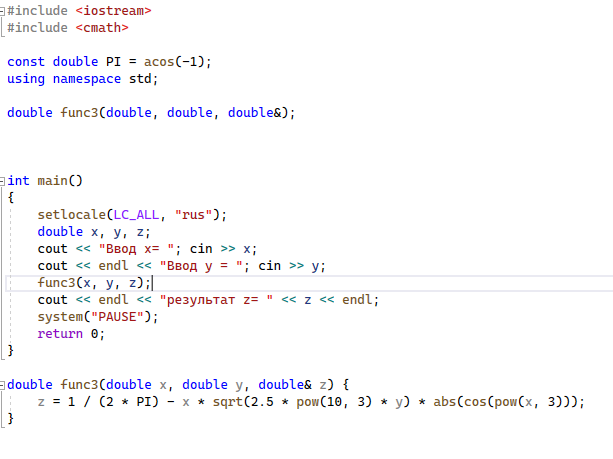 #include <iostream>
#include <cmath>
const double PI = acos(-1);
using namespace std;
double func3(double, double, double&);
int main()
{
setlocale(LC_ALL, "rus");
double x, y, z;
cout << "Ввод x= "; cin >> x;
cout << endl << "Ввод y = "; cin >> y;
func3(x, y, z);
cout << endl << "результат z= " << z << endl;
system("PAUSE");
return 0;
}
double func3(double x, double y, double& z) {
z = 1 / (2 * PI) - x * sqrt(2.5 * pow(10, 3) * y) * abs(cos(pow(x, 3)));
}